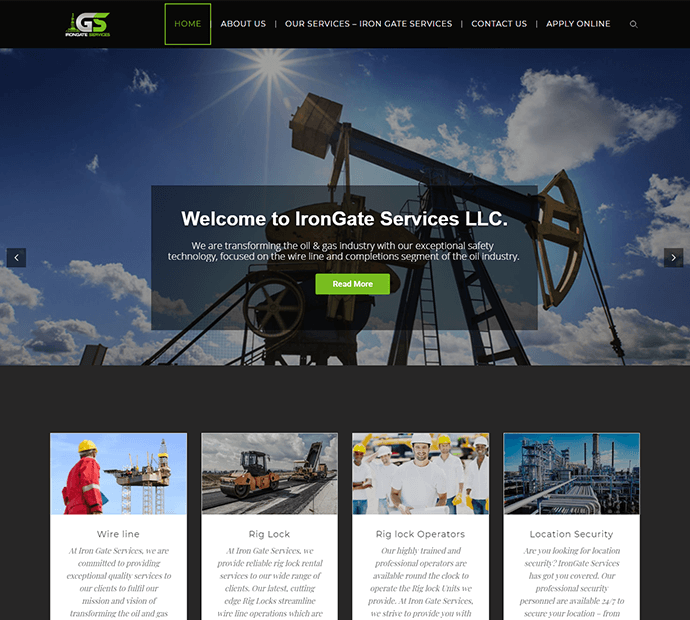 GS
IRONGATE SERVICES
HOME | ABOUT US | OUR SERVICES – IRON GATE SERVICES | CONTACT US | APPLY ONLINE
Welcome to IronGate Services LLC.
We are transforming the oil & gas industry with our exceptional safety
technology, focused on the wire line and completions segment of the oil industry.
Read More
Wire line
At Iron Gate Services, we are
committed to providing
exceptional quality services to
our clients to fulfil our
mission and vision of
transforming the oil and gas
Rig Lock
At Iron Gate Services, we
provide reliable rig lock rental
services to our wide range of
clients. Our latest, cutting
edge Rig Locks streamline
wire line operations which are
Rig lock Operators
Our highly trained and
professional operators are
available round the clock to
operate the Rig lock Units we
provide. At Iron Gate Services,
we strive to provide you with
Location Security
Are you looking for location
security? IronGate Services
has got you covered. Our
professional security
personnel are available 24/7 to
secure your location – from